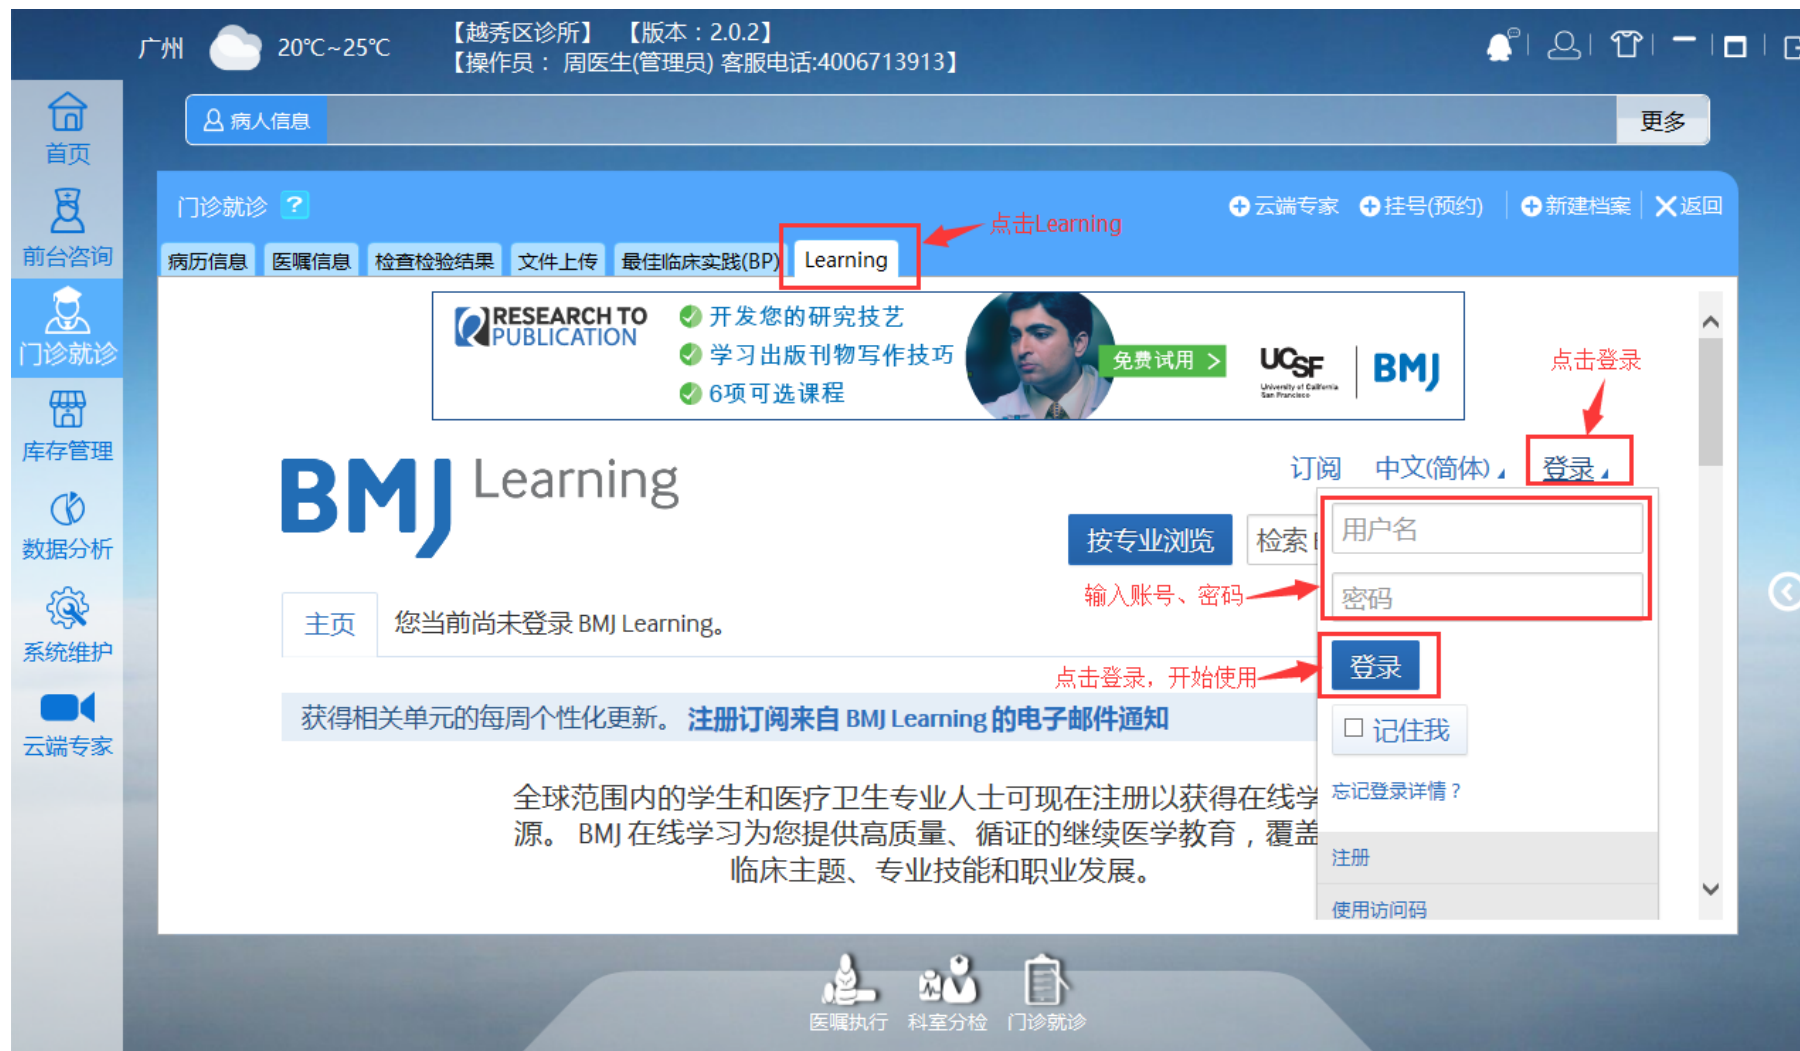 广州
20℃~25℃
【越秀区诊所】 【版本：2.0.2】
【操作员： 周医生(管理员) 客服电话:4006713913】
病人信息
更多
首页
前台咨询
门诊就诊
库存管理
数据分析
系统维护
云端专家
门诊就诊 ?
云端专家 挂号(预约) 新建档案 返回
点击Learning
病历信息 医嘱信息 检查检验结果 文件上传 最佳临床实践(BP) Learning
RESEARCH TO
PUBLICATION
开发您的研究技艺
学习出版刊物写作技巧
6项可选课程
免费试用 >
UCSF
University of California
San Francisco
BMJ
点击登录
BMJ Learning
订阅 中文(简体) 登录
按专业浏览 检索
用户名
输入账号、密码
密码
主页 您当前尚未登录 BMJ Learning。
点击登录，开始使用
登录
获得相关单元的每周个性化更新。 注册订阅来自 BMJ Learning 的电子邮件通知
记住我
忘记登录详情？
全球范围内的学生和医疗卫生专业人士可现在注册以获得在线学
源。 BMJ 在线学习为您提供高质量、循证的继续医学教育，覆盖
临床主题、专业技能和职业发展。
注册
使用访问码
医嘱执行 科室分检 门诊就诊